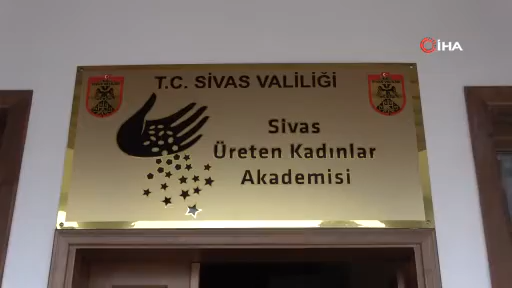 İHA
T.C. SİVAS VALİLİĞİ
Sivas
Üreten Kadınlar
Akademisi